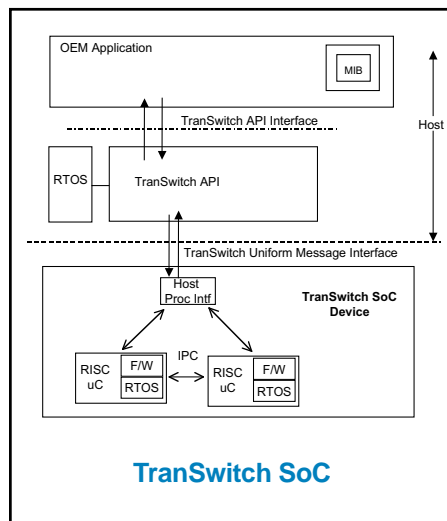 OEM Application
MIB
TranSwitch API Interface
Host
RTOS
TranSwitch API
TranSwitch Uniform Message Interface
Host
Proc Intf
TranSwitch SoC
Device
RISC
uC
F/W
RTOS
IPC
RISC
uC
F/W
RTOS
TranSwitch SoC